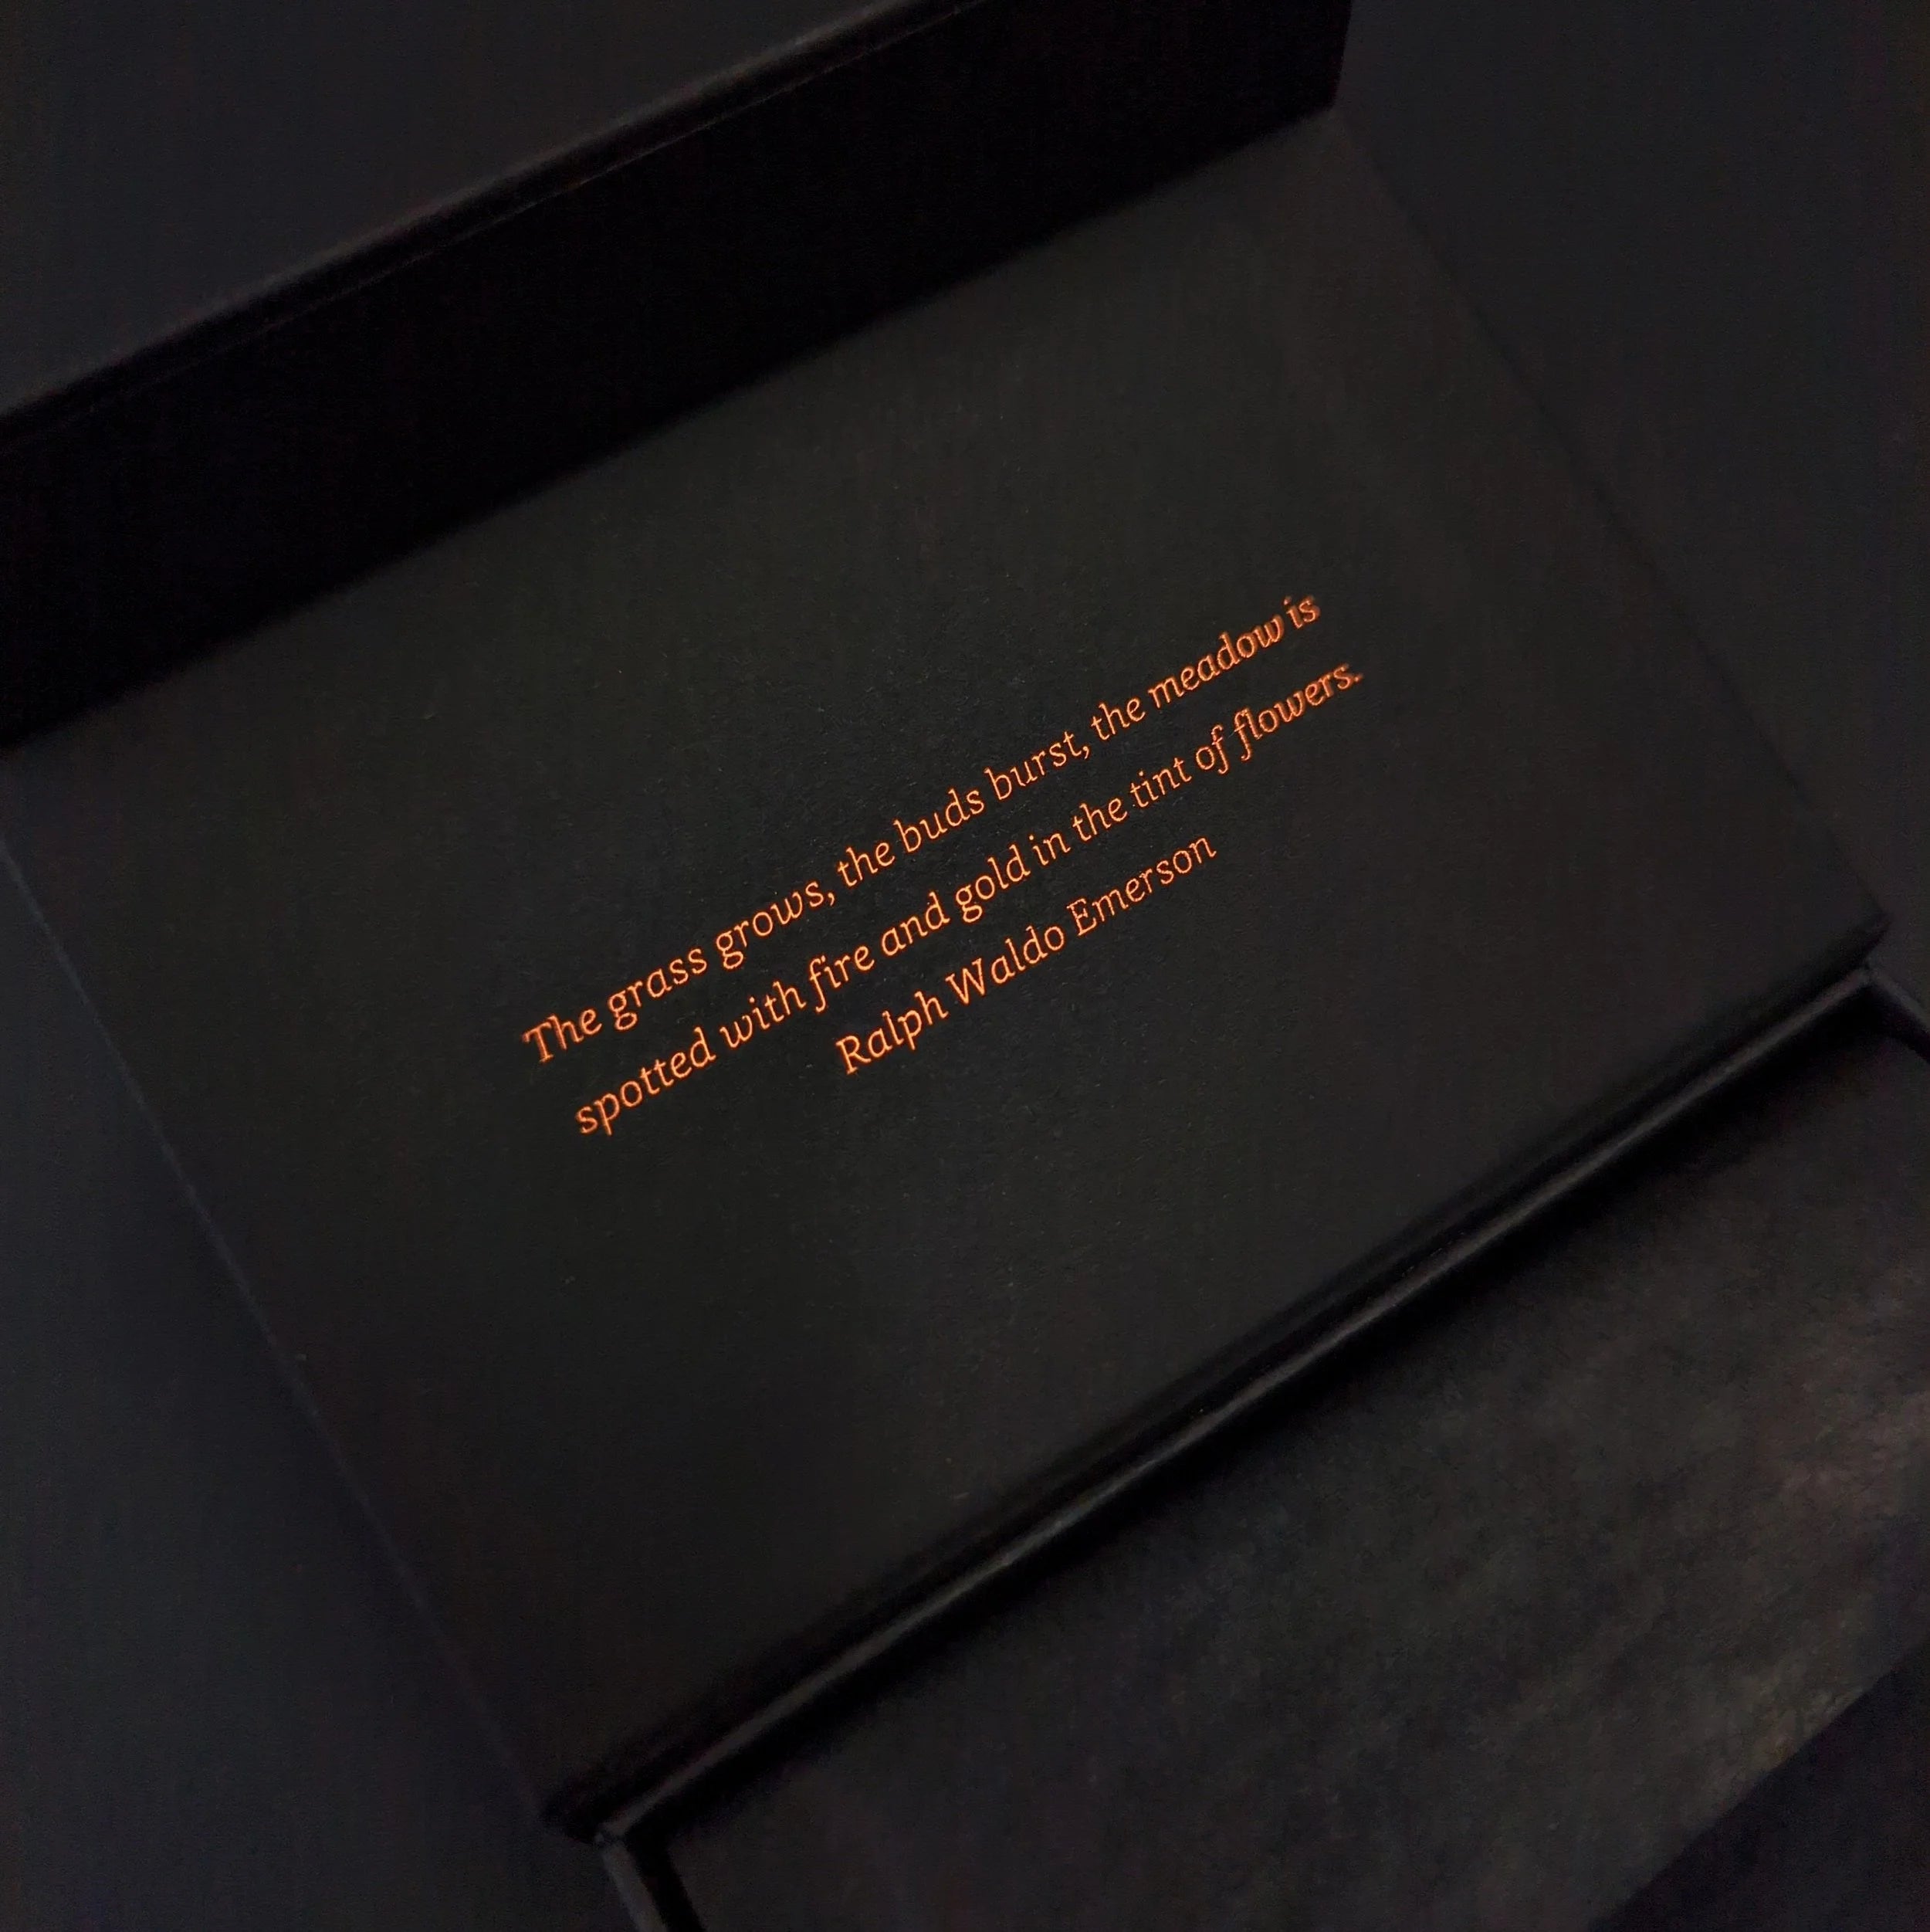 The grass grows, the buds burst, the meadow is
spotted with fire and gold in the tint of flowers.
Ralph Waldo Emerson